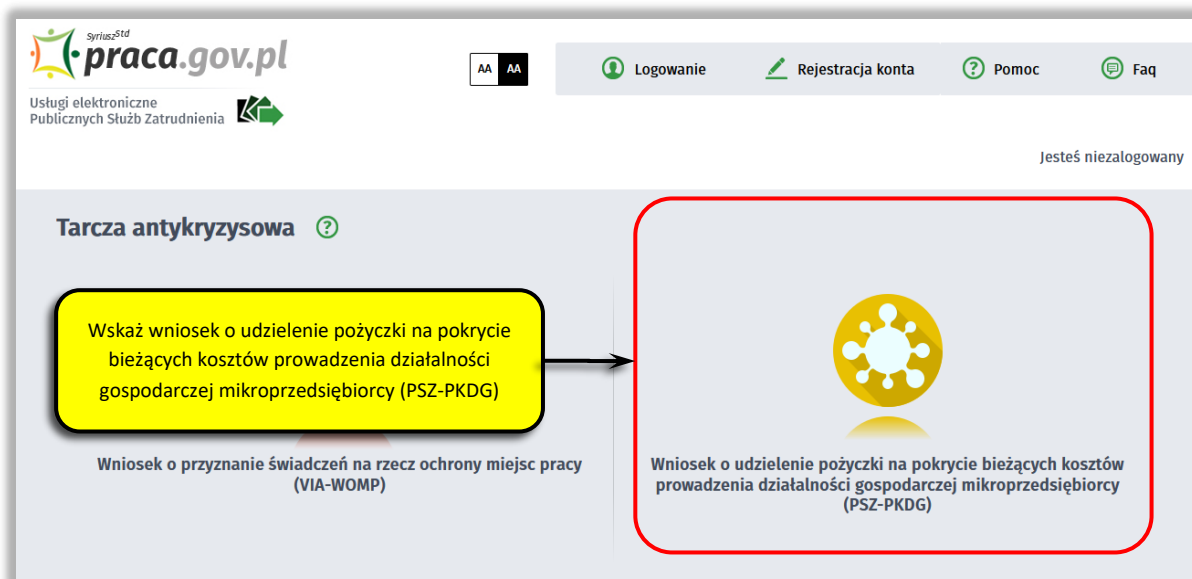 SyriuszStd
praca.gov.pl
Usługi elektroniczne
Publicznych Służb Zatrudnienia
AA AA
Logowanie
Rejestracja konta
? Pomoc
Faq
Jesteś niezalogowany
Tarcza antykryzysowa ?
Wskaż wniosek o udzielenie pożyczki na pokrycie
bieżących kosztów prowadzenia działalności
gospodarczej mikroprzedsiębiorcy (PSZ-PKDG)
Wniosek o przyznanie świadczeń na rzecz ochrony miejsc pracy
(VIA-WOMP)
Wniosek o udzielenie pożyczki na pokrycie bieżących kosztów
prowadzenia działalności gospodarczej mikroprzedsiębiorcy
(PSZ-PKDG)